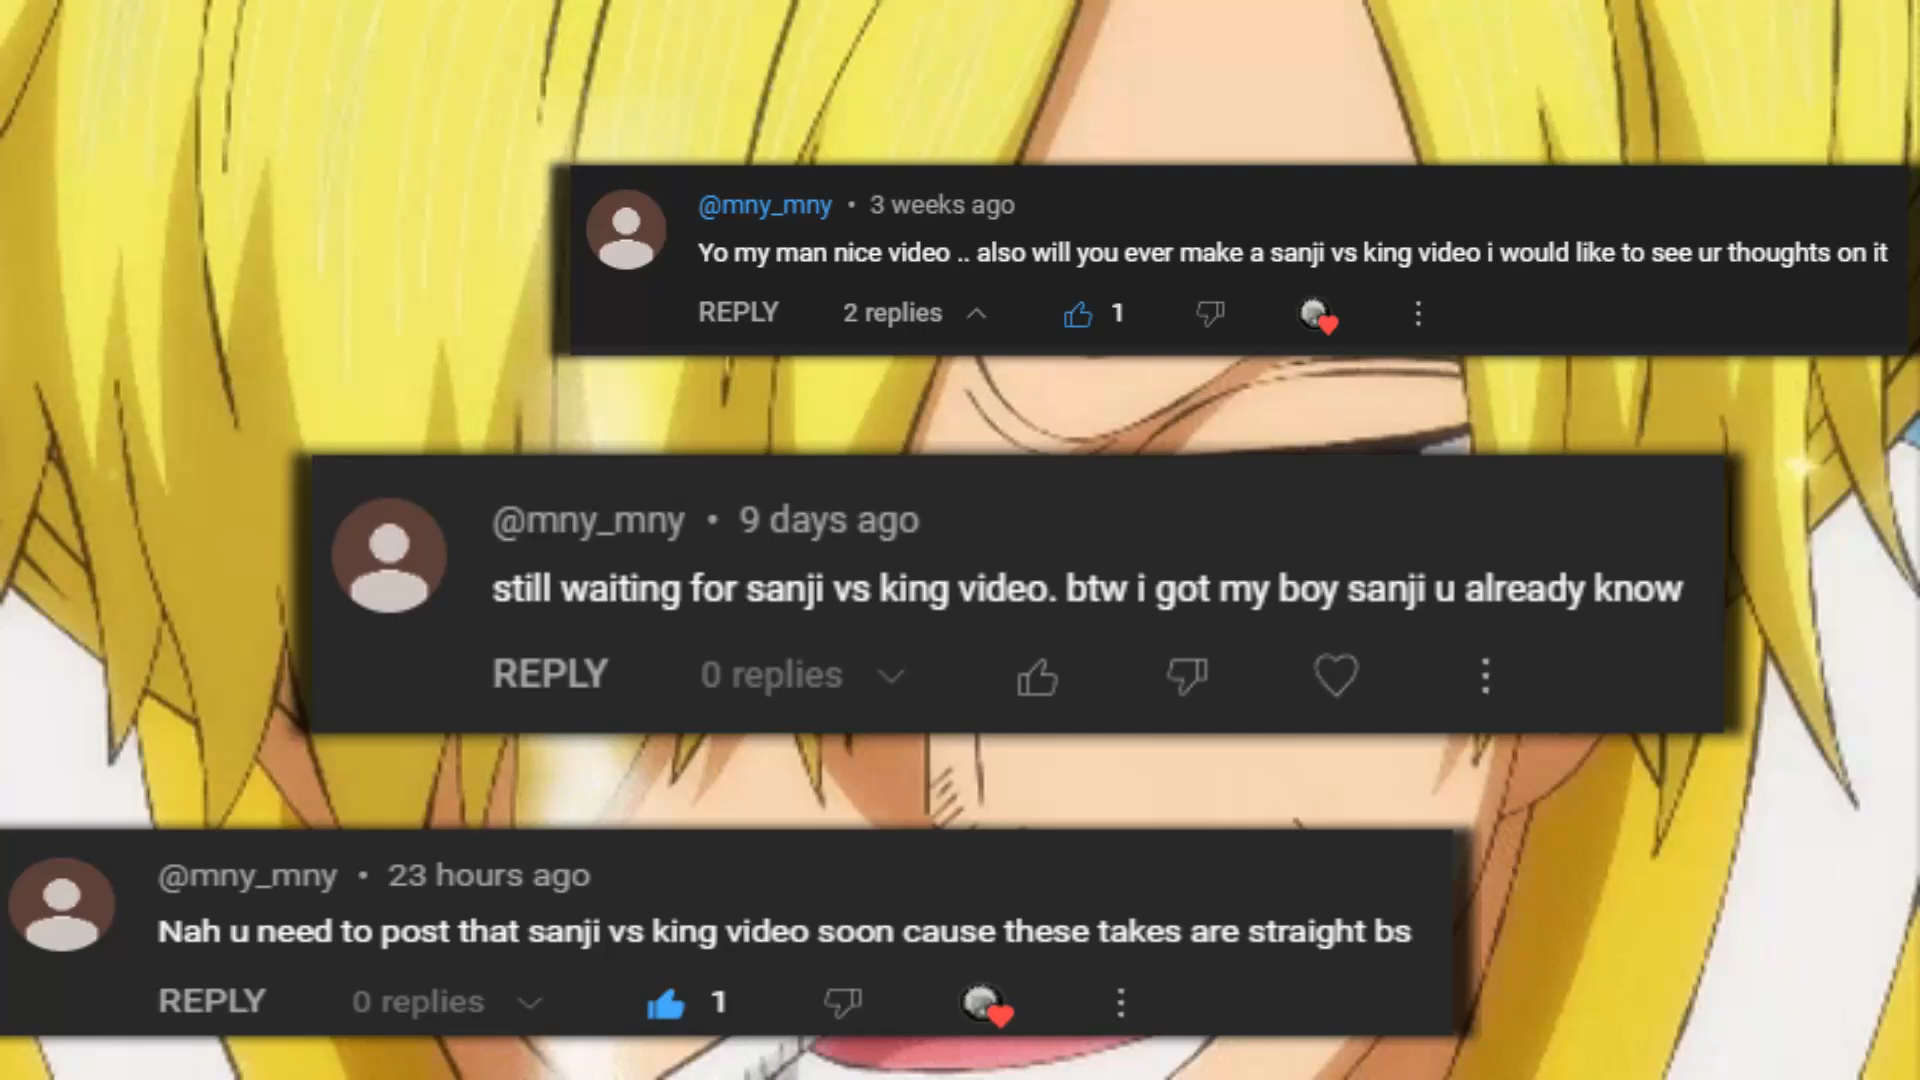 @mny_mny • 3 weeks ago
Yo my man nice video .. also will you ever make a sanji vs king video i would like to see ur thoughts on it
REPLY 2 replies 1
@mny_mny • 9 days ago
still waiting for sanji vs king video. btw i got my boy sanji u already know
REPLY 0 replies
@mny_mny • 23 hours ago
Nah u need to post that sanji vs king video soon cause these takes are straight bs
REPLY 0 replies 1